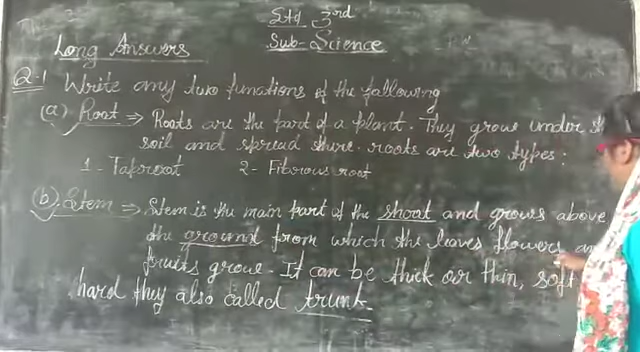 Std 3rd
Sub-Science
Long Answers
Q.1 Write any two functions of the following
(a) Root ⇒ Roots are the part of a plant. They grow under
soil and spread there. roots are two types:
1- Taproot 2- Fibrous root
(b) Stem ⇒ Stem is the main part of the shoot and grows above
the ground from which the leaves flowers
fruits grow. It can be thick or thin, soft
hard they also called trunk.